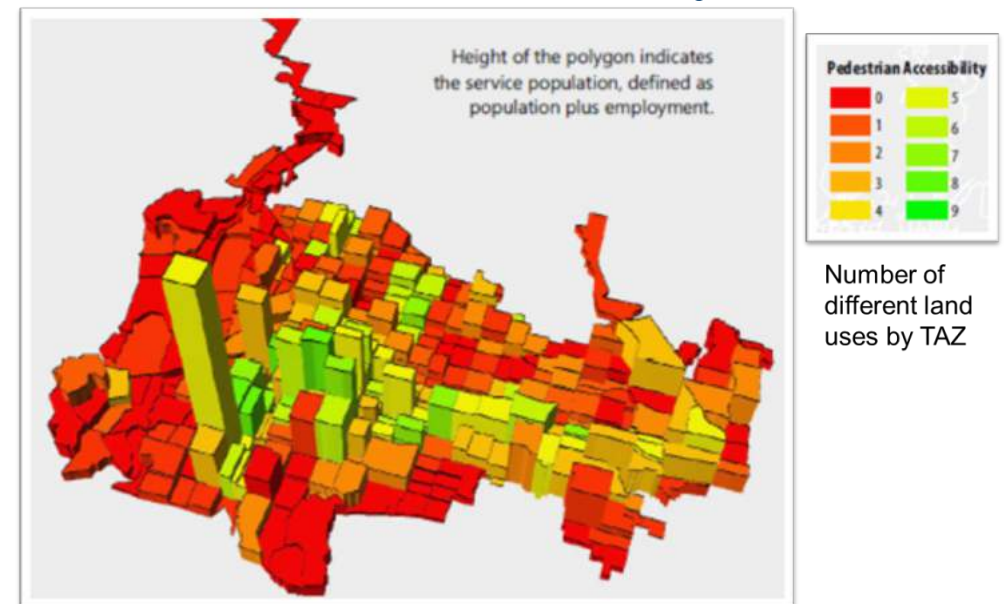 Height of the polygon indicates
the service population, defined as
population plus employment.
Pedestrian Accessibility
0 5
1 6
2 7
3 8
4 9
Number of
different land
uses by TAZ